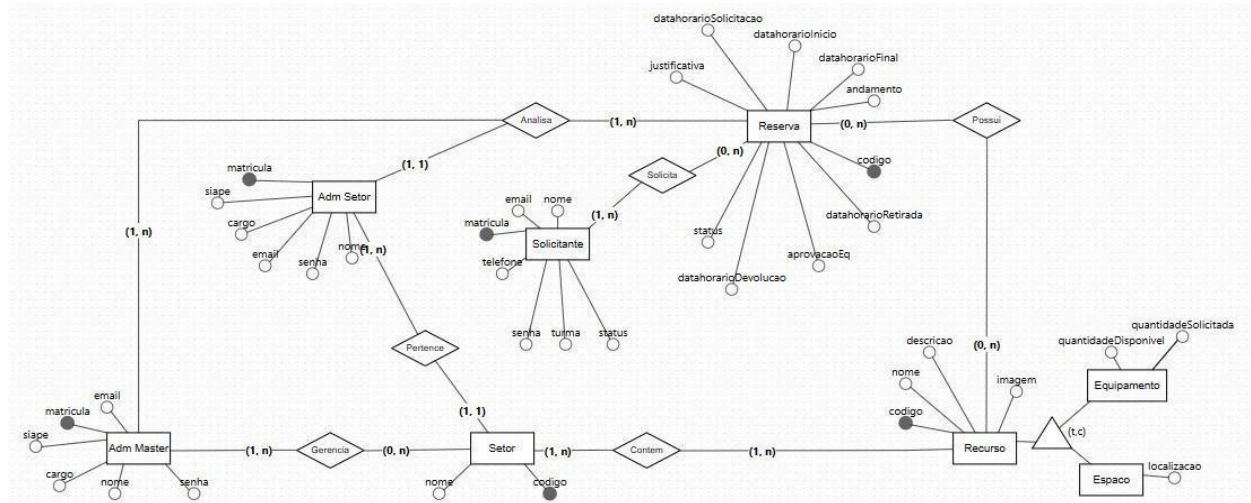 datahorarioSolicitacao
datahorarioInicio
datahorarioFinal
justificativa
andamento
Analisa
(1, n)
Reserva
(0, n)
Possui
matricula
(1, 1)
(0, n)
codigo
siape
Adm Setor
Solicita
email
nome
cargo
(1, n)
matricula
datahorarioRetirada
(1, n)
status
Solicitante
email
senha
nome
(1, n)
telefone
aprovacaoEq
datahorarioDevolucao
quantidadeSolicitada
senha
turma
status
descricao
(0, n)
quantidadeDisponivel
Pertence
nome
imagem
Equipamento
email
matricula
(1, 1)
codigo
(t,c)
siape
Adm Master
(1, n)
Gerencia
(0, n)
Setor
(1, n)
Contem
(1, n)
Recurso
localizacao
cargo
nome
senha
nome
codigo
Espaco